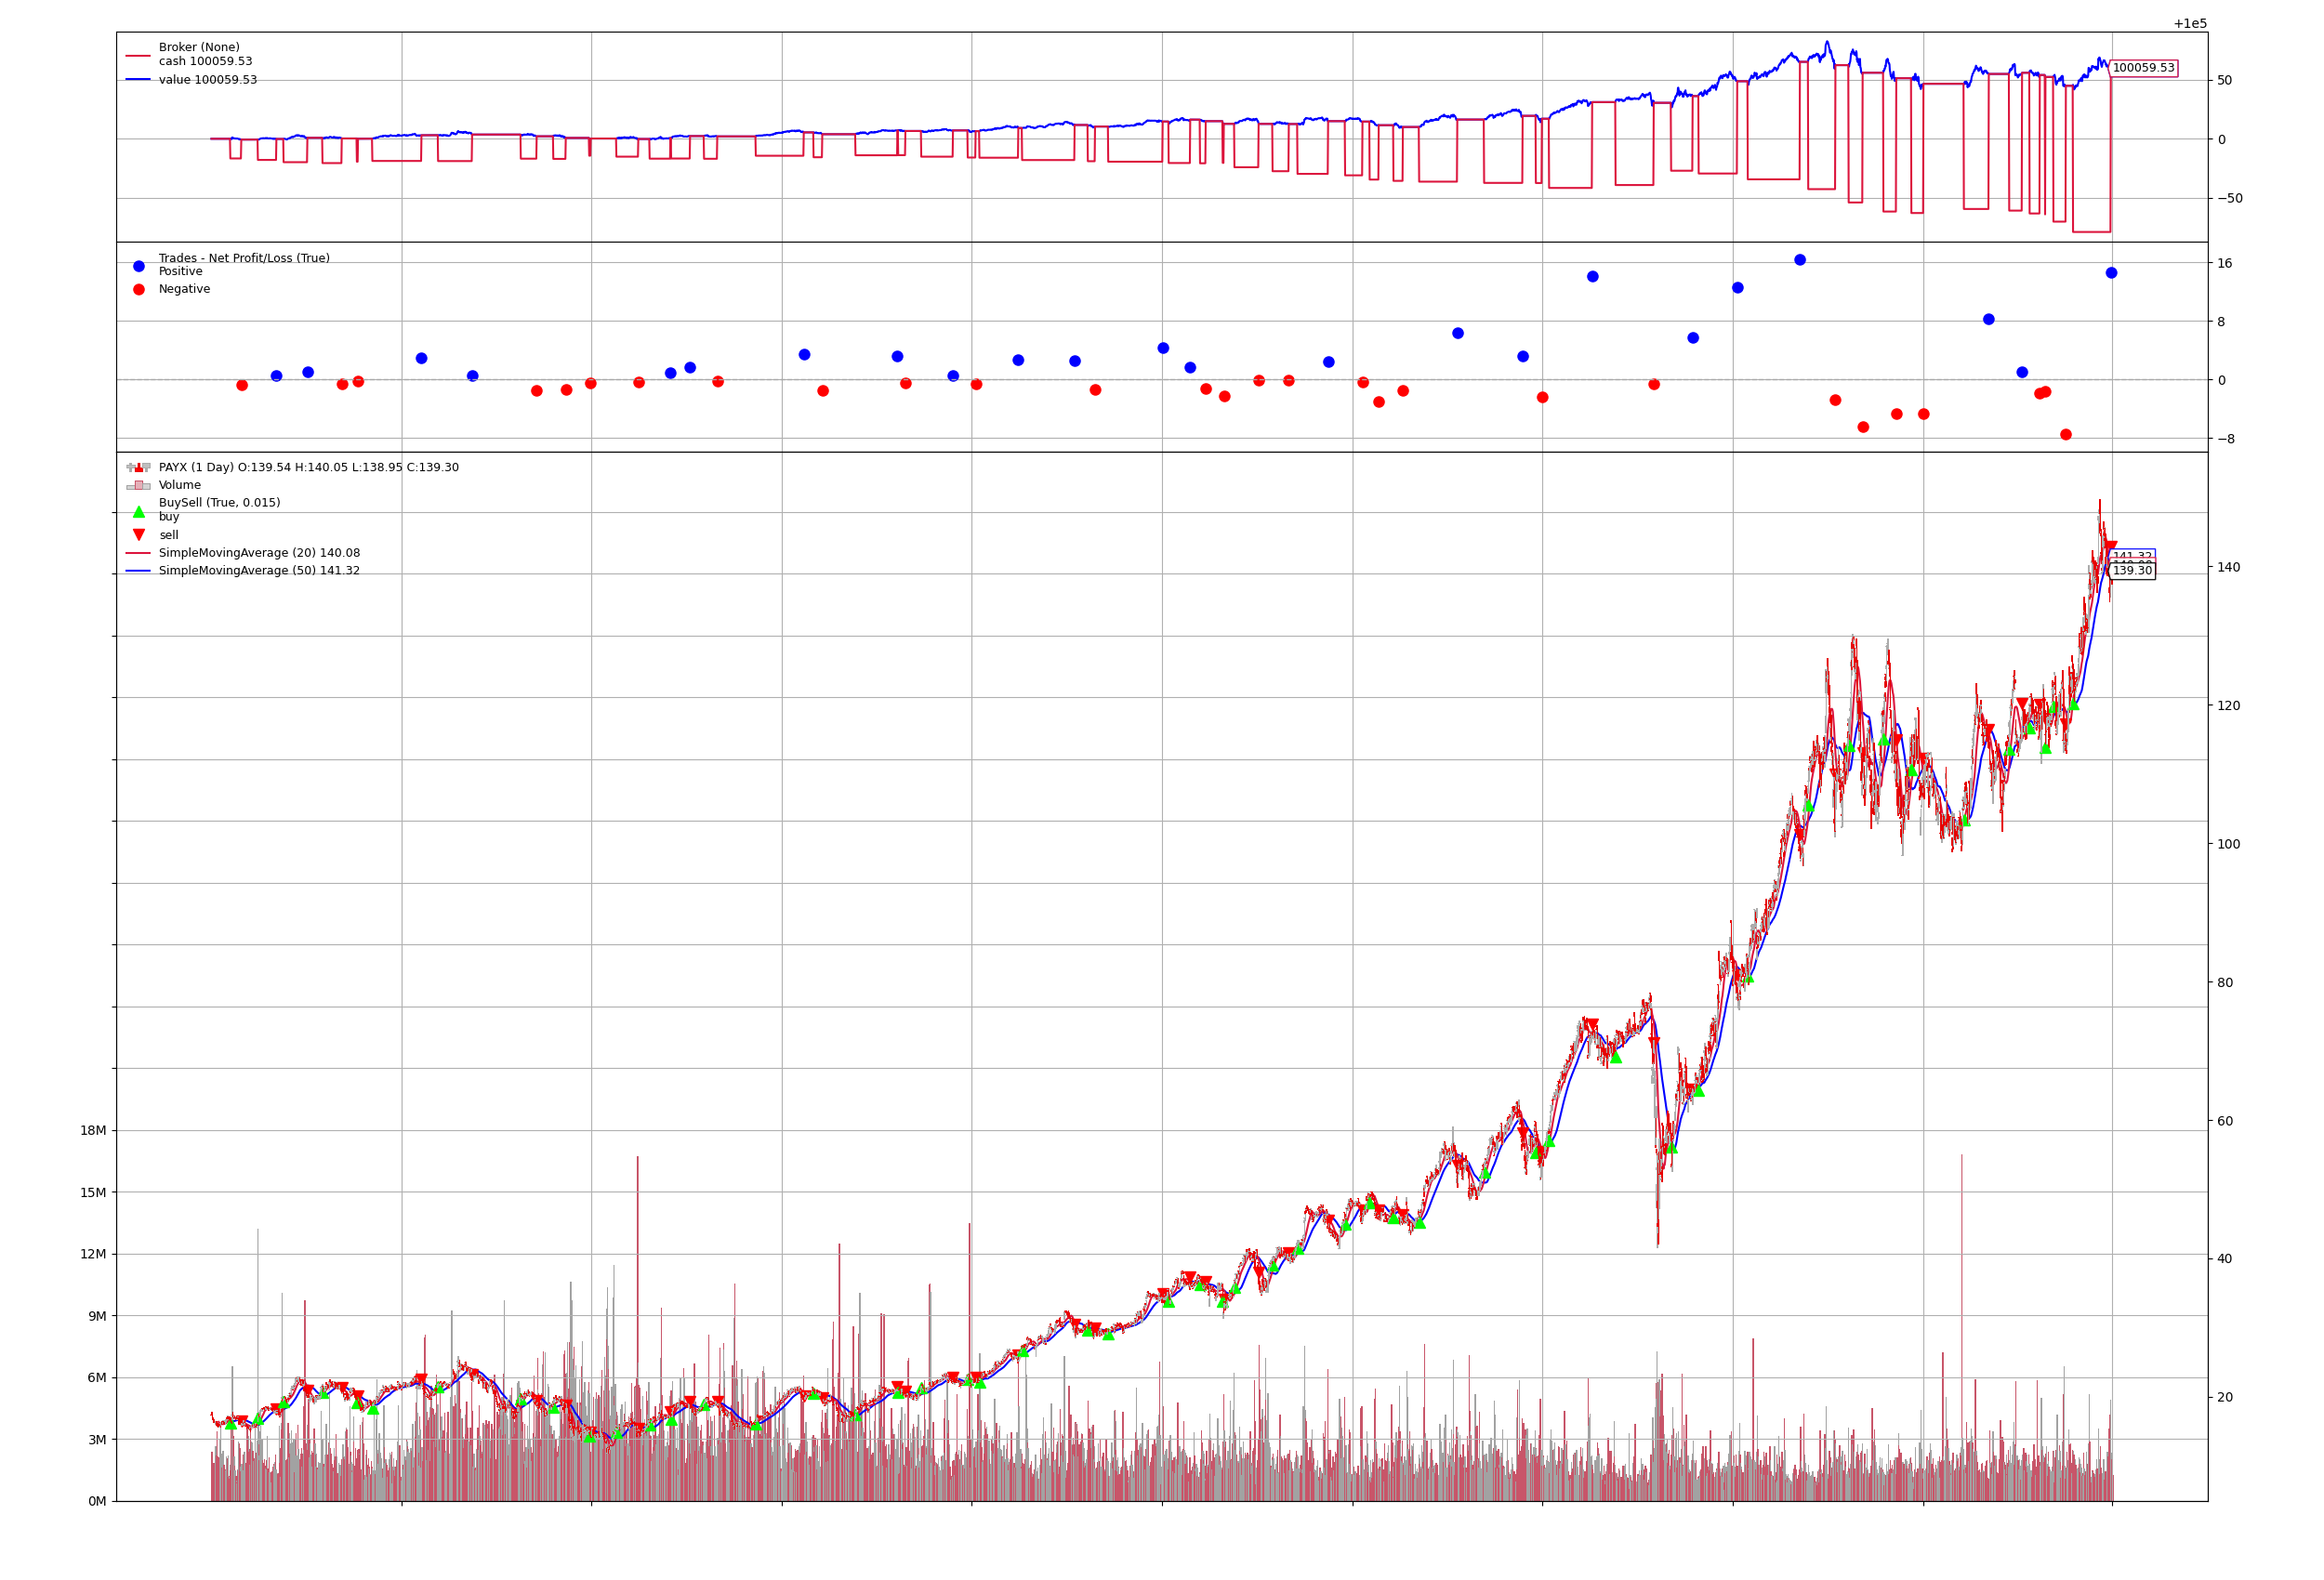 +1e5
Broker (None)
cash 100059.53
value 100059.53
100059.53
50
0
−50
Trades - Net Profit/Loss (True)
Positive
Negative
16
8
0
−8
PAYX (1 Day) O:139.54 H:140.05 L:138.95 C:139.30
Volume
BuySell (True, 0.015)
buy
sell
SimpleMovingAverage (20) 140.08
SimpleMovingAverage (50) 141.32
141.32
139.30
140
120
100
80
60
40
20
18M
15M
12M
9M
6M
3M
0M